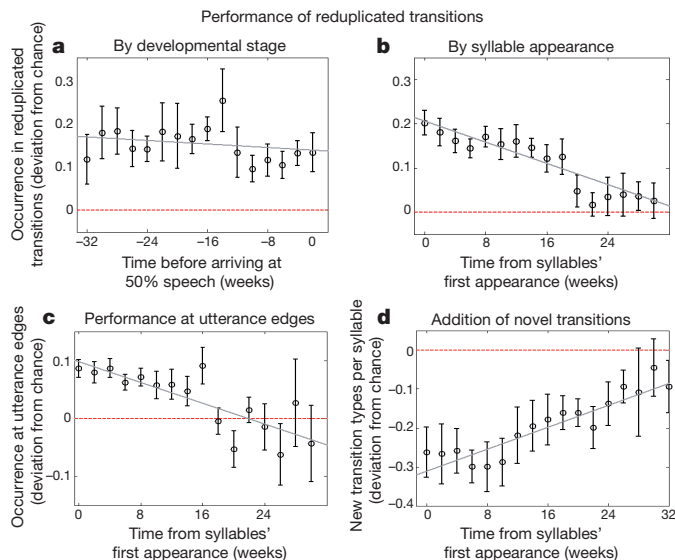 Performance of reduplicated transitions
a
By developmental stage
Occurrence in reduplicated
transitions (deviation from chance)
0.3
0.2
0.1
0
−32
−24
−16
−8
0
Time before arriving at
50% speech (weeks)
b
By syllable appearance
0.3
0.2
0.1
0
0
8
16
24
Time from syllables'
first appearance (weeks)
c
Performance at utterance edges
Occurrence at utterance edges
(deviation from chance)
0.1
0
−0.1
0
8
16
24
Time from syllables'
first appearance (weeks)
d
Addition of novel transitions
New transition types per syllable
(deviation from chance)
0
−0.1
−0.2
−0.3
−0.4
0
8
16
24
32
Time from syllables'
first appearance (weeks)